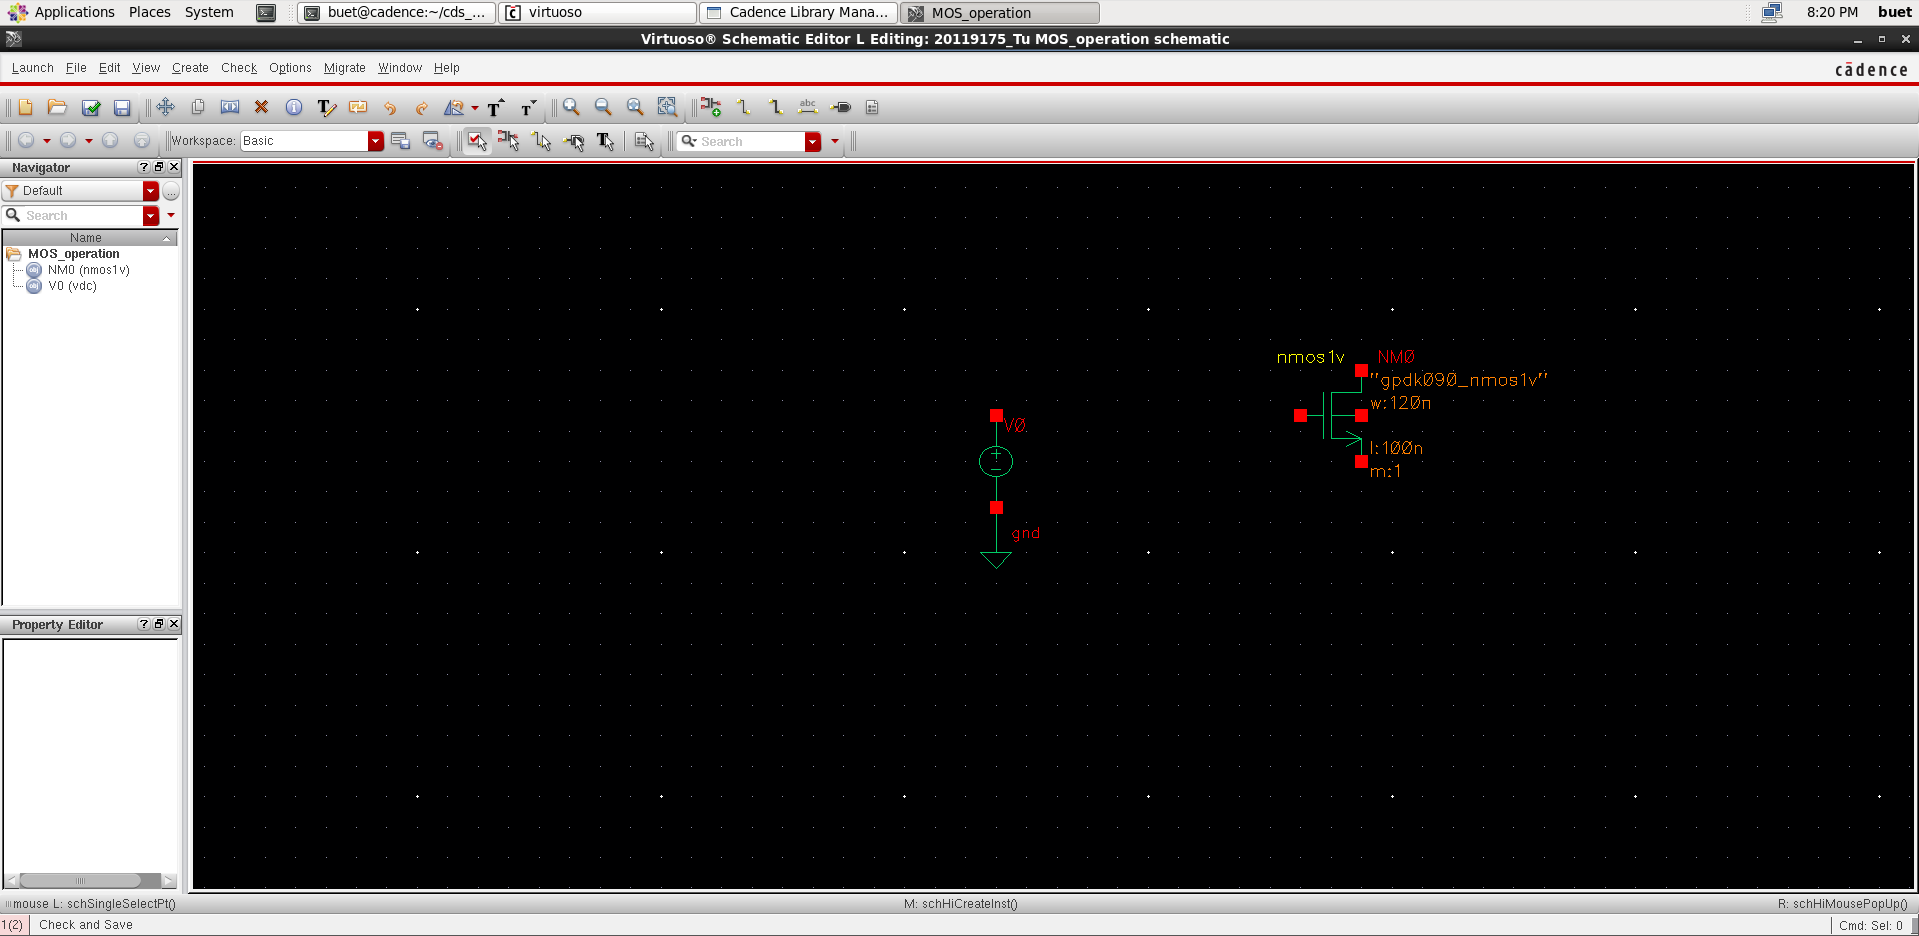 Applications Places System buet@cadence:~/cds_... virtuoso Cadence Library Mana... MOS_operation 8:20 PM buet
Virtuoso® Schematic Editor L Editing: 20119175_Tu MOS_operation schematic
Launch File Edit View Create Check Options Migrate Window Help cādence
abc
Workspace: Basic Search
Navigator
Default
Search
Name
MOS_operation
NM0 (nmos1v)
V0 (vdc)
nmos1v NM0
"gpdk090_nmos1v"
w:120n
l:100n
m:1
V0
gnd
Property Editor
mouse L: schSingleSelectPt() M: schHiCreateInst() R: schHiMousePopUp()
1(2) Check and Save Cmd: Sel: 0